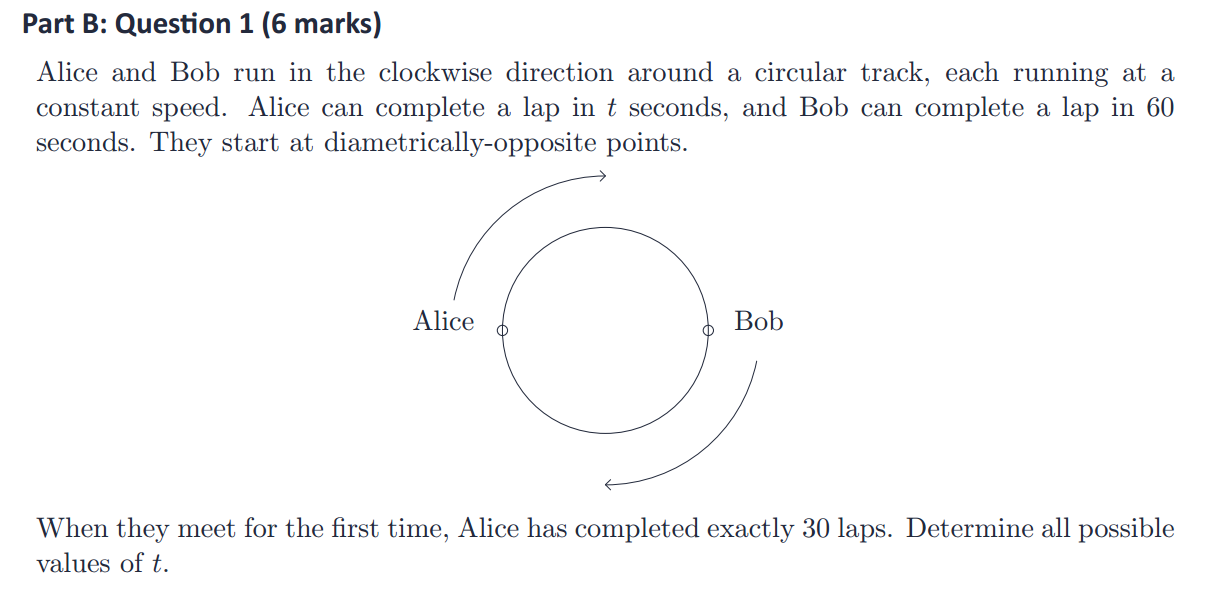 Part B: Question 1 (6 marks)
Alice and Bob run in the clockwise direction around a circular track, each running at a
constant speed. Alice can complete a lap in t seconds, and Bob can complete a lap in 60
seconds. They start at diametrically-opposite points.
Alice
Bob
When they meet for the first time, Alice has completed exactly 30 laps. Determine all possible
values of t.